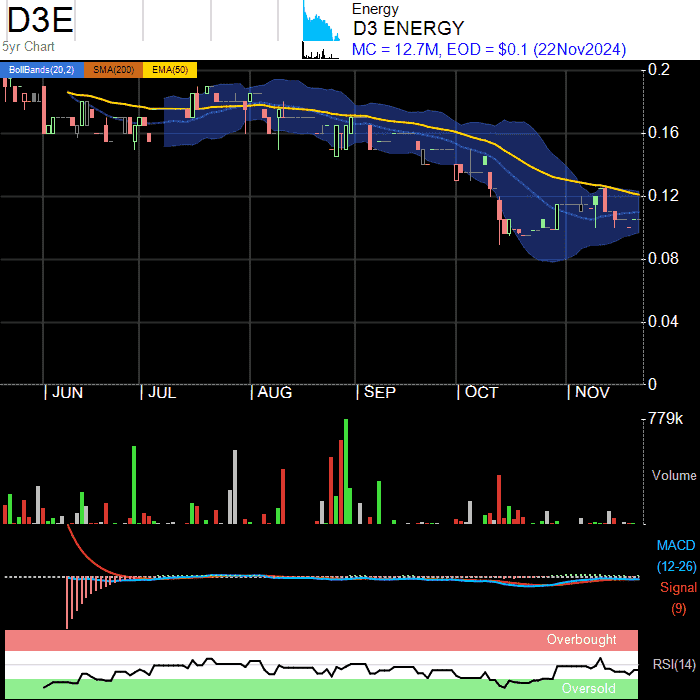 D3E
5yr Chart
Energy
D3 ENERGY
MC = 12.7M, EOD = $0.1 (22Nov2024)
BollBands(20,2) SMA(200) EMA(50)
0.2
0.16
0.12
0.08
0.04
0
JUN JUL AUG SEP OCT NOV
779k
Volume
MACD
(12-26)
Signal
(9)
Overbought
RSI(14)
Oversold